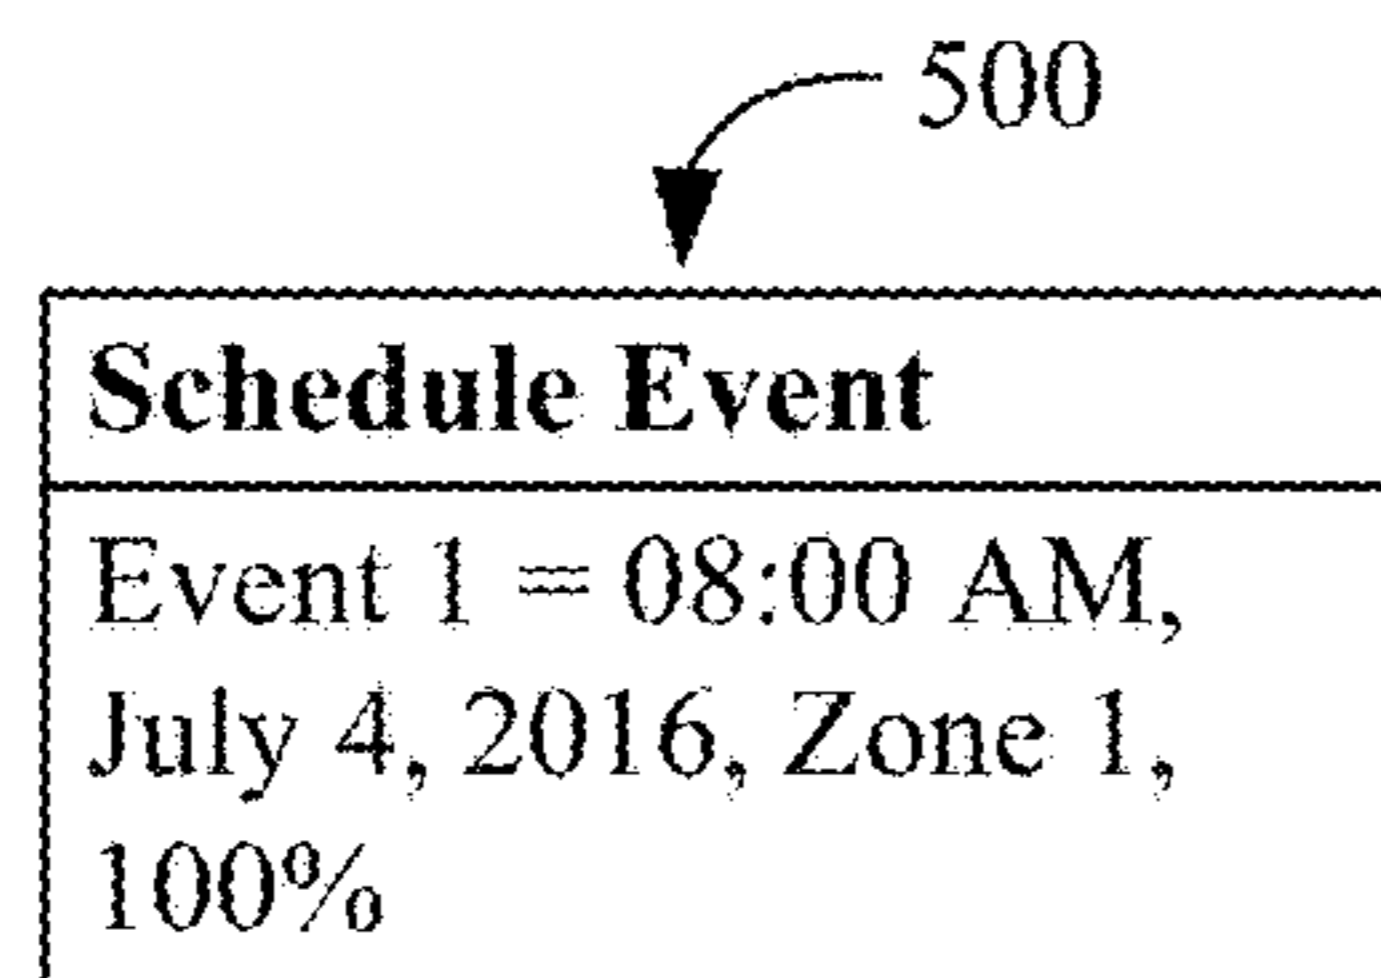 500
Schedule Event
Event 1 = 08:00 AM,
July 4, 2016, Zone 1,
100%